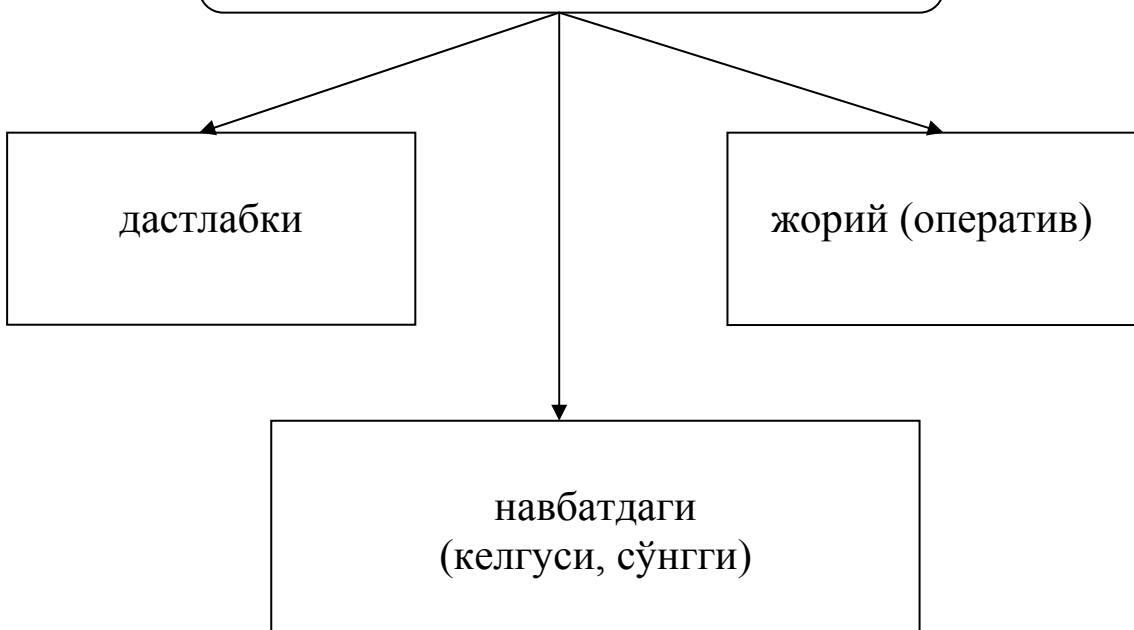 дастлабки
жорий (оператив)
навбатдаги
(келгуси, сўнгги)